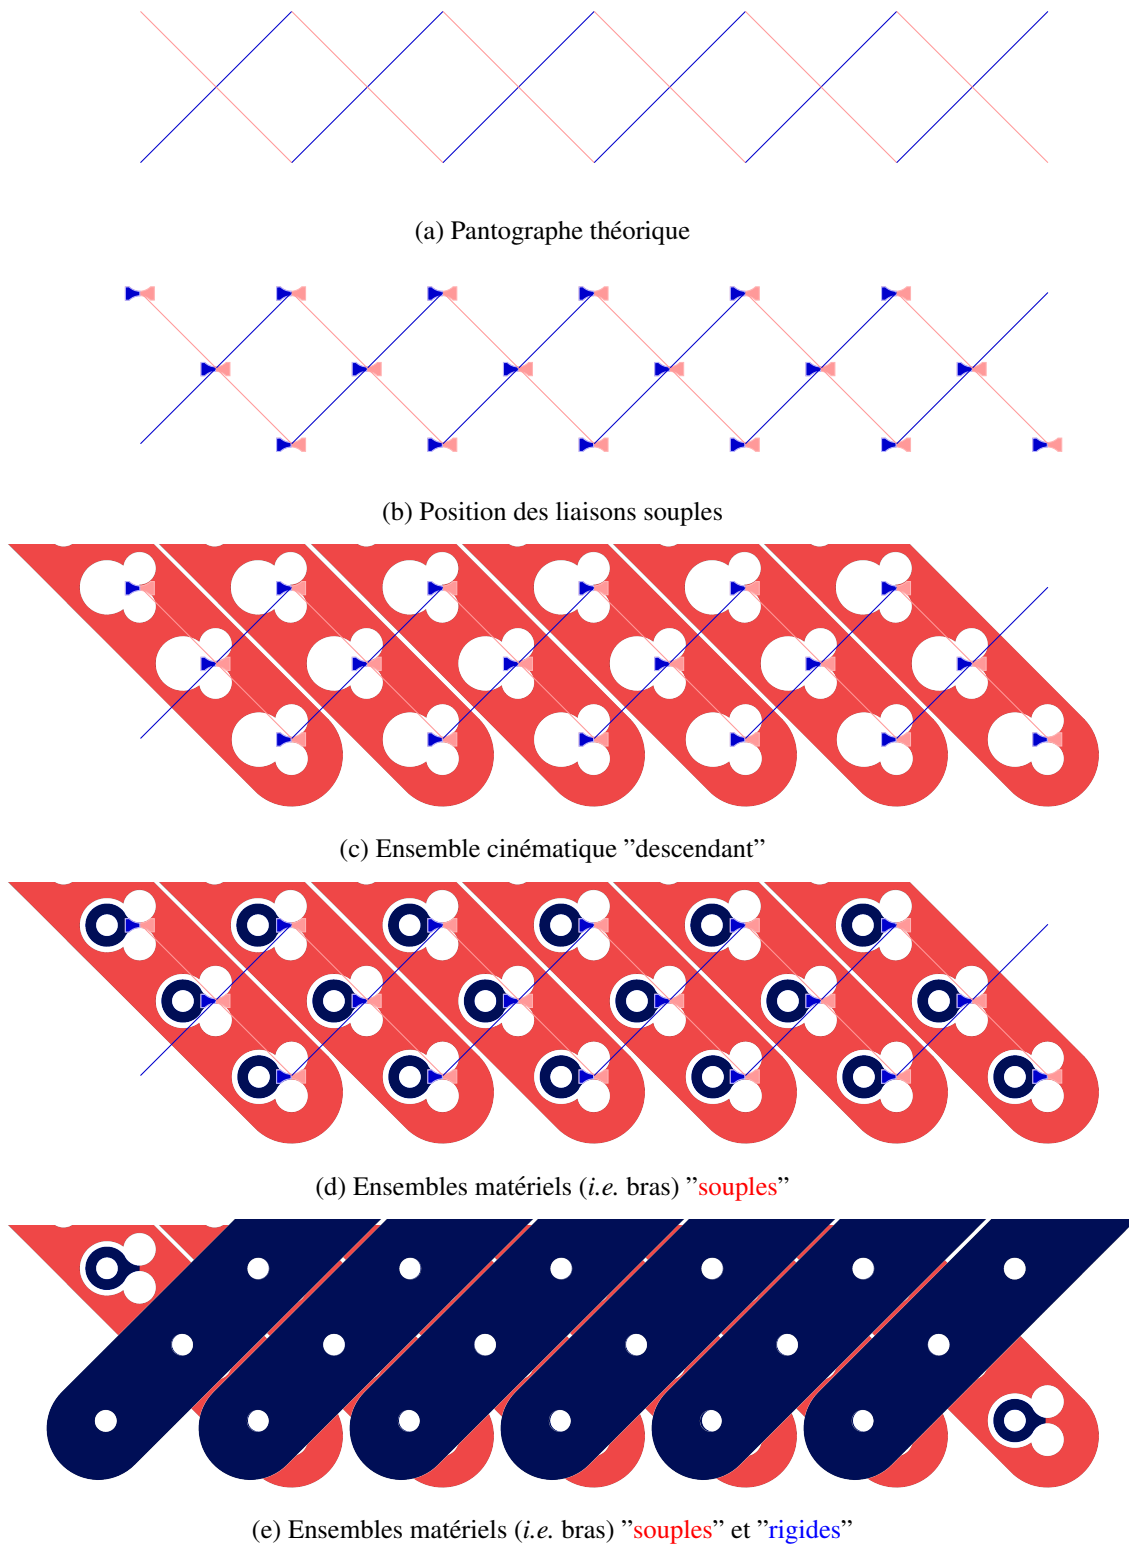 (a) Pantographe théorique
(b) Position des liaisons souples
(c) Ensemble cinématique ”descendant”
(d) Ensembles matériels (i.e. bras) ”souples”
(e) Ensembles matériels (i.e. bras) ”souples” et ”rigides”